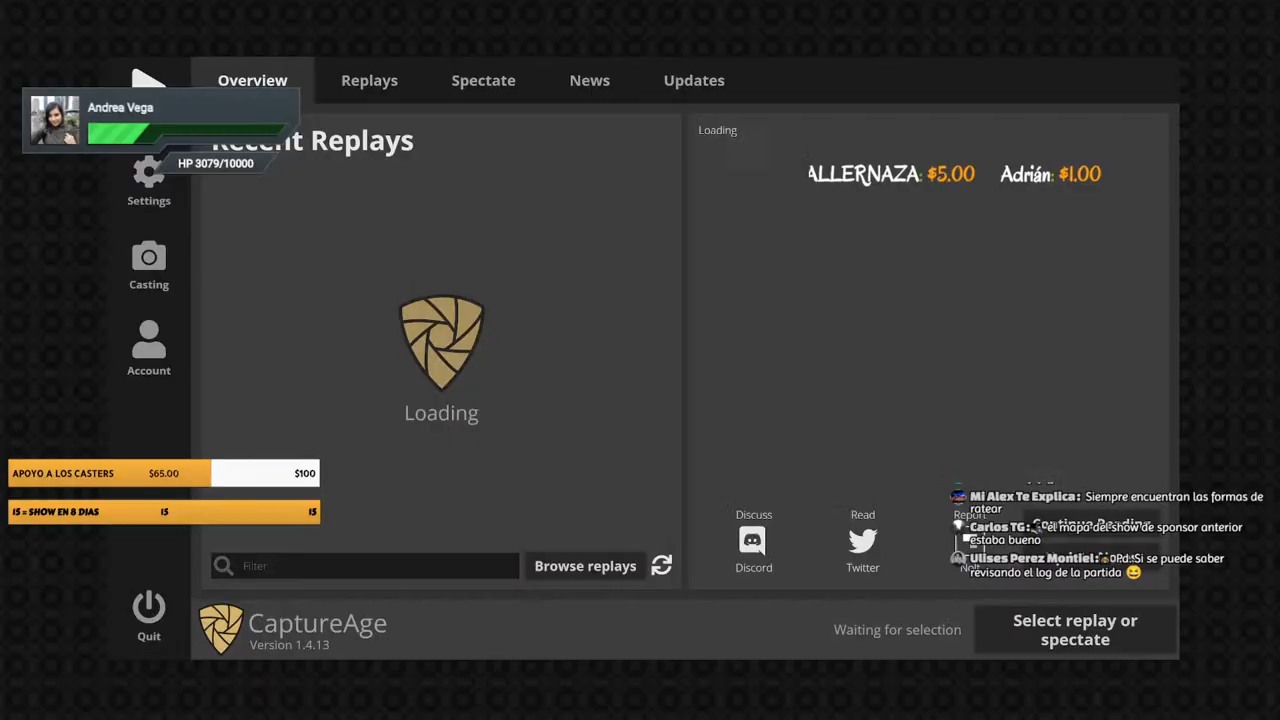 Overview Replays Spectate News Updates
Andrea Vega
HP 3079/10000
Recent Replays
Loading
ALLERNAZA: $5.00 Adrián: $1.00
Settings
Casting
Account
Loading
APOYO A LOS CASTERS $65.00 $100
15 = SHOW EN 8 DIAS 15 15
Mi Alex Te Explica: Siempre encuentran las formas de
ratear
Carlos TG: el mapa del show de sponsor anterior
estaba bueno
Ulises Perez Montiel: Si se puede saber
revisando el log de la partida
Discuss Read Report
Discord Twitter
Filter
Browse replays
Quit
CaptureAge
Version 1.4.13
Waiting for selection
Select replay or
spectate